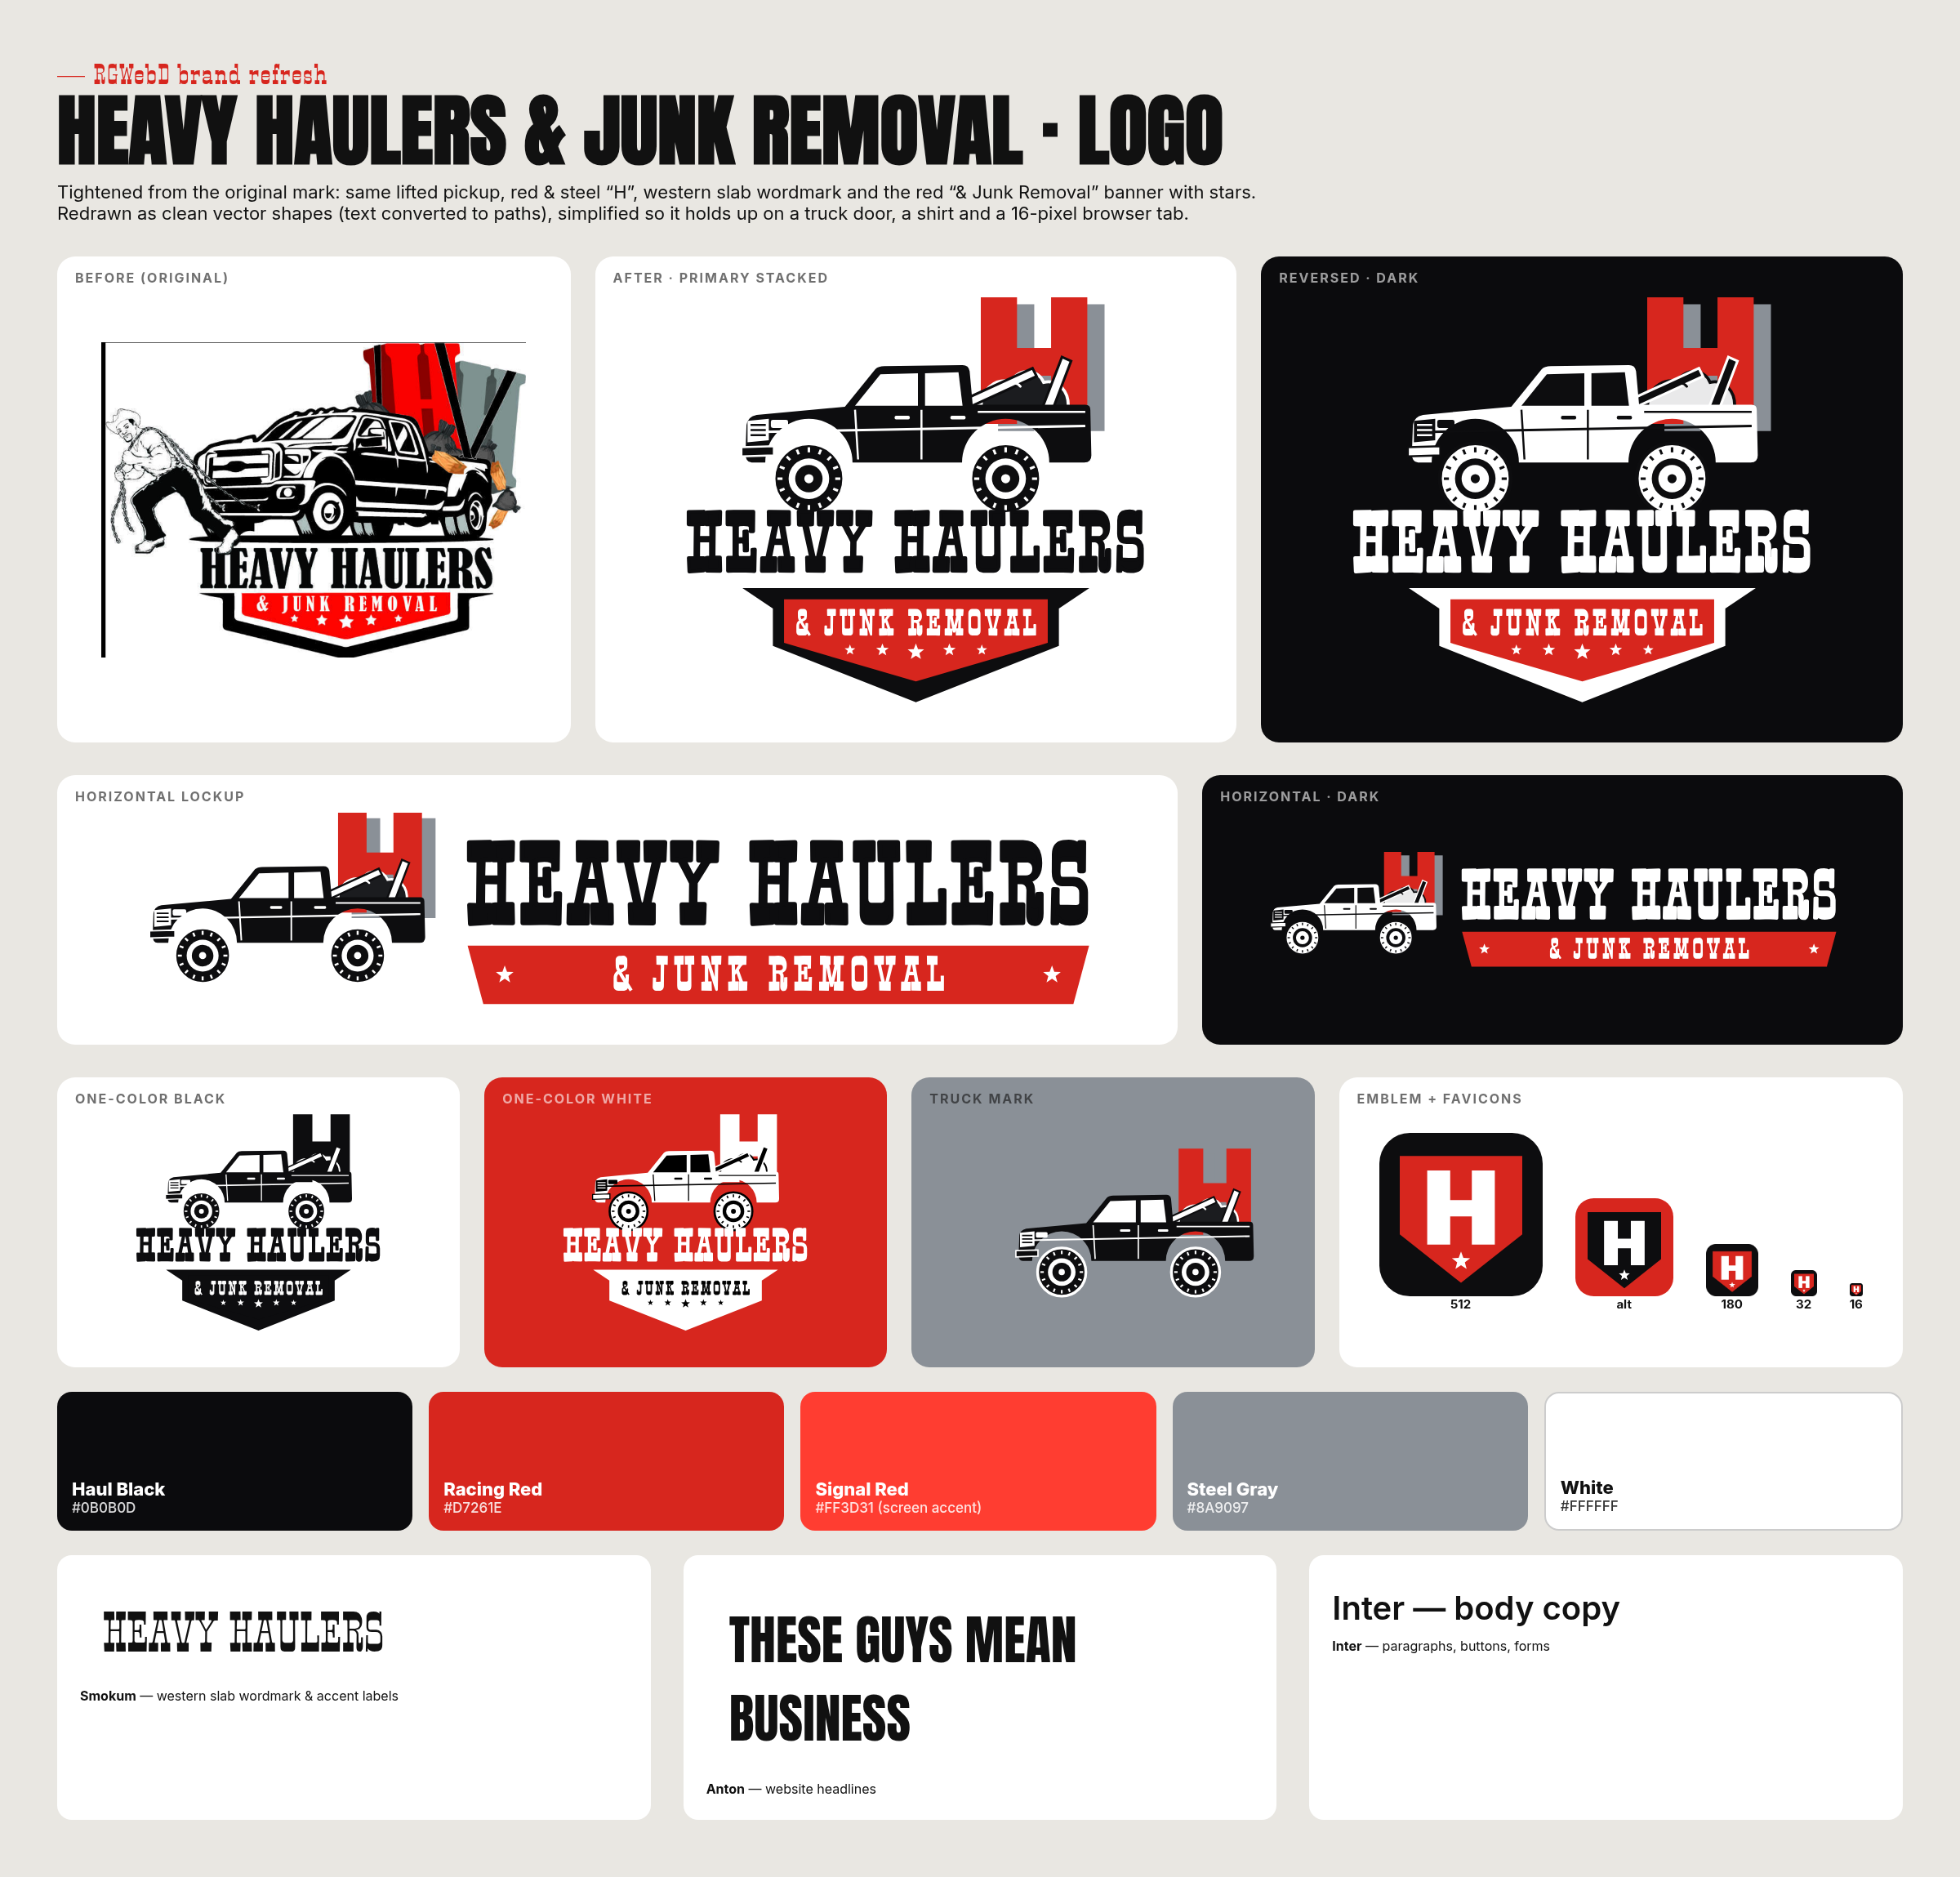 RGWebD brand refresh
HEAVY HAULERS & JUNK REMOVAL · LOGO
Tightened from the original mark: same lifted pickup, red & steel “H”, western slab wordmark and the red “& Junk Removal” banner with stars.
Redrawn as clean vector shapes (text converted to paths), simplified so it holds up on a truck door, a shirt and a 16-pixel browser tab.
BEFORE (ORIGINAL)
HV
HEAVY HAULERS
& JUNK REMOVAL
AFTER · PRIMARY STACKED
H
HEAVY HAULERS
& JUNK REMOVAL
REVERSED · DARK
H
HEAVY HAULERS
& JUNK REMOVAL
HORIZONTAL LOCKUP
H
HEAVY HAULERS
& JUNK REMOVAL
HORIZONTAL · DARK
H
HEAVY HAULERS
& JUNK REMOVAL
ONE-COLOR BLACK
H
HEAVY HAULERS
& JUNK REMOVAL
ONE-COLOR WHITE
H
HEAVY HAULERS
& JUNK REMOVAL
TRUCK MARK
H
EMBLEM + FAVICONS
H
H
H
H
H
512
alt
180
32
16
Haul Black
#0B0B0D
Racing Red
#D7261E
Signal Red
#FF3D31 (screen accent)
Steel Gray
#8A9097
White
#FFFFFF
HEAVY HAULERS
Smokum — western slab wordmark & accent labels
THESE GUYS MEAN
BUSINESS
Anton — website headlines
Inter — body copy
Inter — paragraphs, buttons, forms